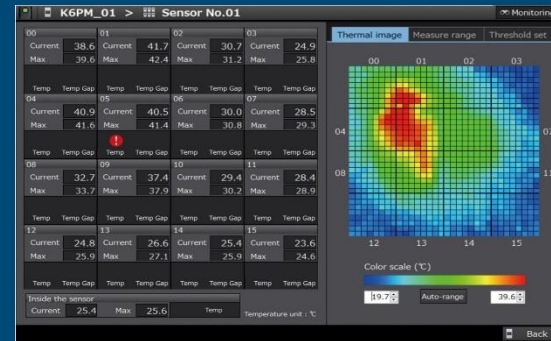 K6PM_01 > Sensor No.01
Monitoring
00 01 02 03
Current 38.6 Current 41.7 Current 30.7 Current 24.9
Max 39.6 Max 42.4 Max 31.2 Max 25.8
Temp Temp Gap Temp Temp Gap Temp Temp Gap Temp Temp Gap
04 05 06 07
Current 40.9 Current 40.5 Current 30.0 Current 28.5
Max 41.6 Max 41.4 Max 30.8 Max 29.3
Temp Temp Gap Temp Temp Gap Temp Temp Gap Temp Temp Gap
08 09 10 11
Current 32.7 Current 37.4 Current 29.4 Current 28.4
Max 33.7 Max 37.9 Max 30.2 Max 28.9
Temp Temp Gap Temp Temp Gap Temp Temp Gap Temp Temp Gap
12 13 14 15
Current 24.8 Current 26.6 Current 25.4 Current 23.6
Max 25.9 Max 27.1 Max 25.9 Max 24.6
Temp Temp Gap Temp Temp Gap Temp Temp Gap Temp Temp Gap
Inside the sensor
Current 25.4 Max 25.6 Temp Temperature unit : ℃
Thermal image Measure range Threshold set
00 01 02 03
04 07
08 11
12 13 14 15
Color scale (℃)
19.7 Auto-range 39.6
Back